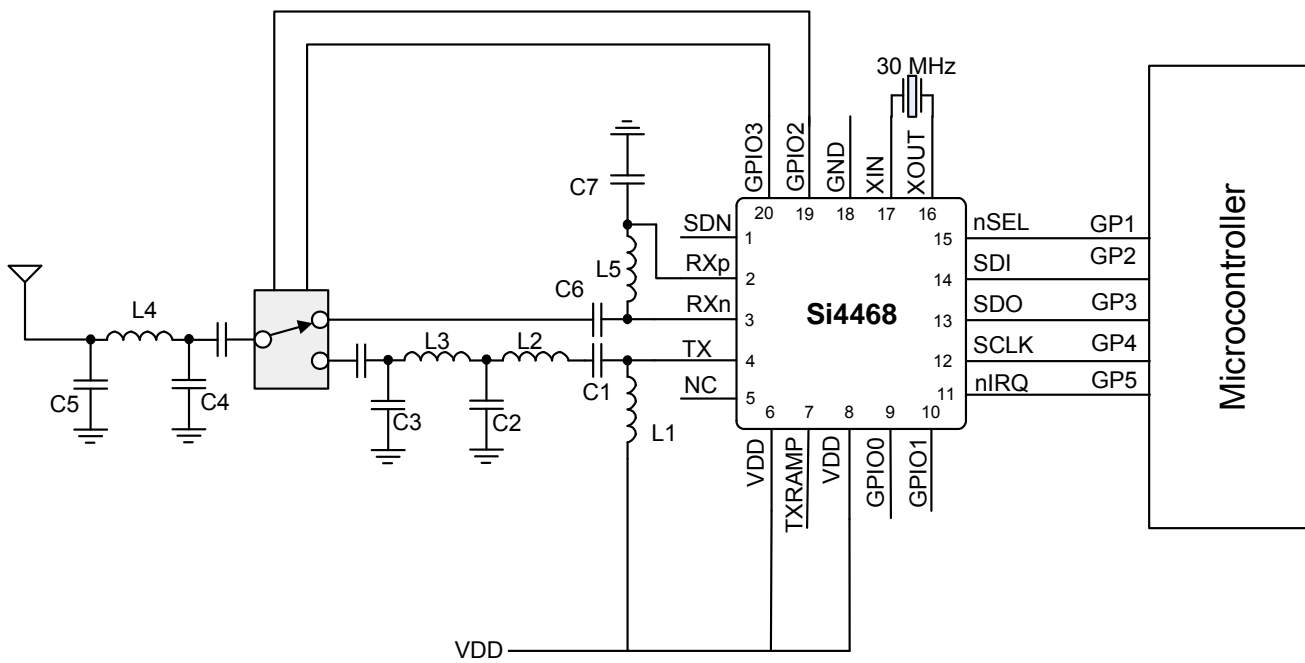 30 MHz
GPIO3
GPIO2
GND
XIN
XOUT
C7
20
19
18
17
16
SDN
1
15
nSEL
GP1
L5
RXp
2
14
SDI
GP2
C6
RXn
3
Si4468
13
SDO
GP3
L4
L3
L2
TX
4
12
SCLK
GP4
C5
C4
C3
C2
C1
NC
5
11
nIRQ
GP5
L1
6
7
8
9
10
VDD
TXRAMP
VDD
GPIO0
GPIO1
Microcontroller
VDD